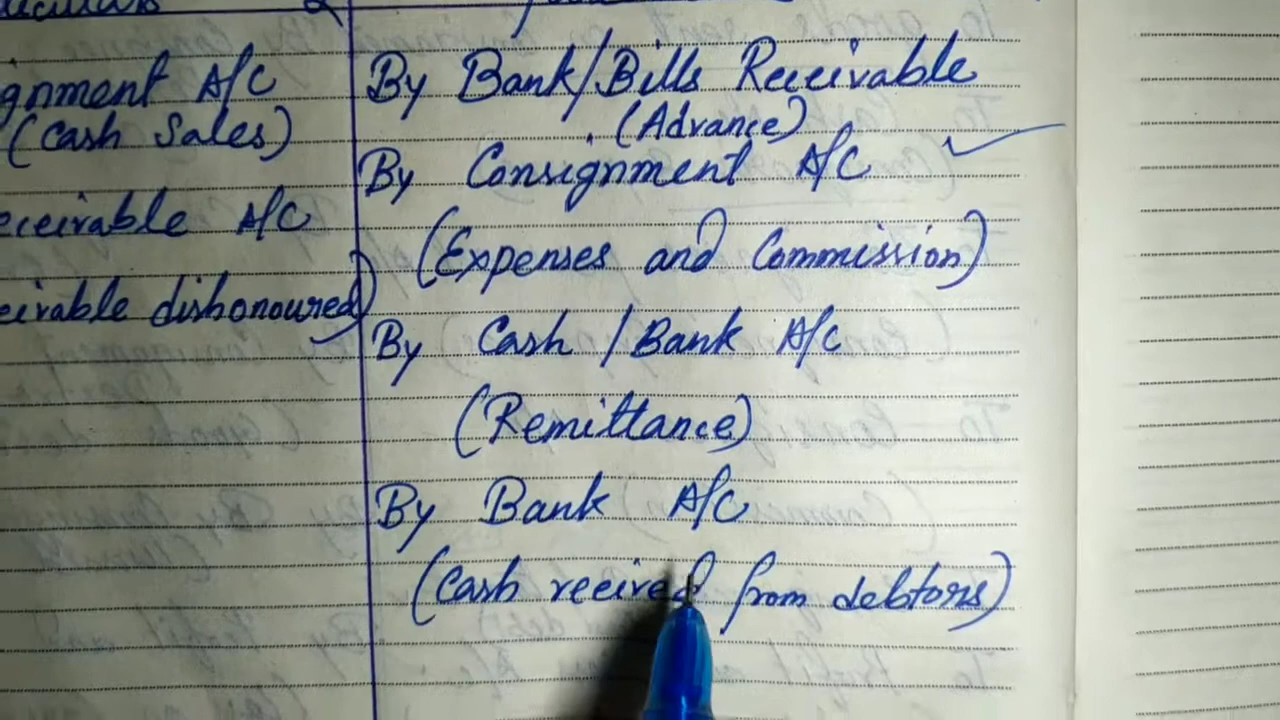 gnment A/C
(Cash Sales)
eceivable A/C
eivable dishonoured)
By Bank/Bills Receivable
(Advance)
By Consignment A/C
(Expenses and Commission)
By Cash / Bank A/C
(Remittance)
By Bank A/C
(Cash recived from debtors)